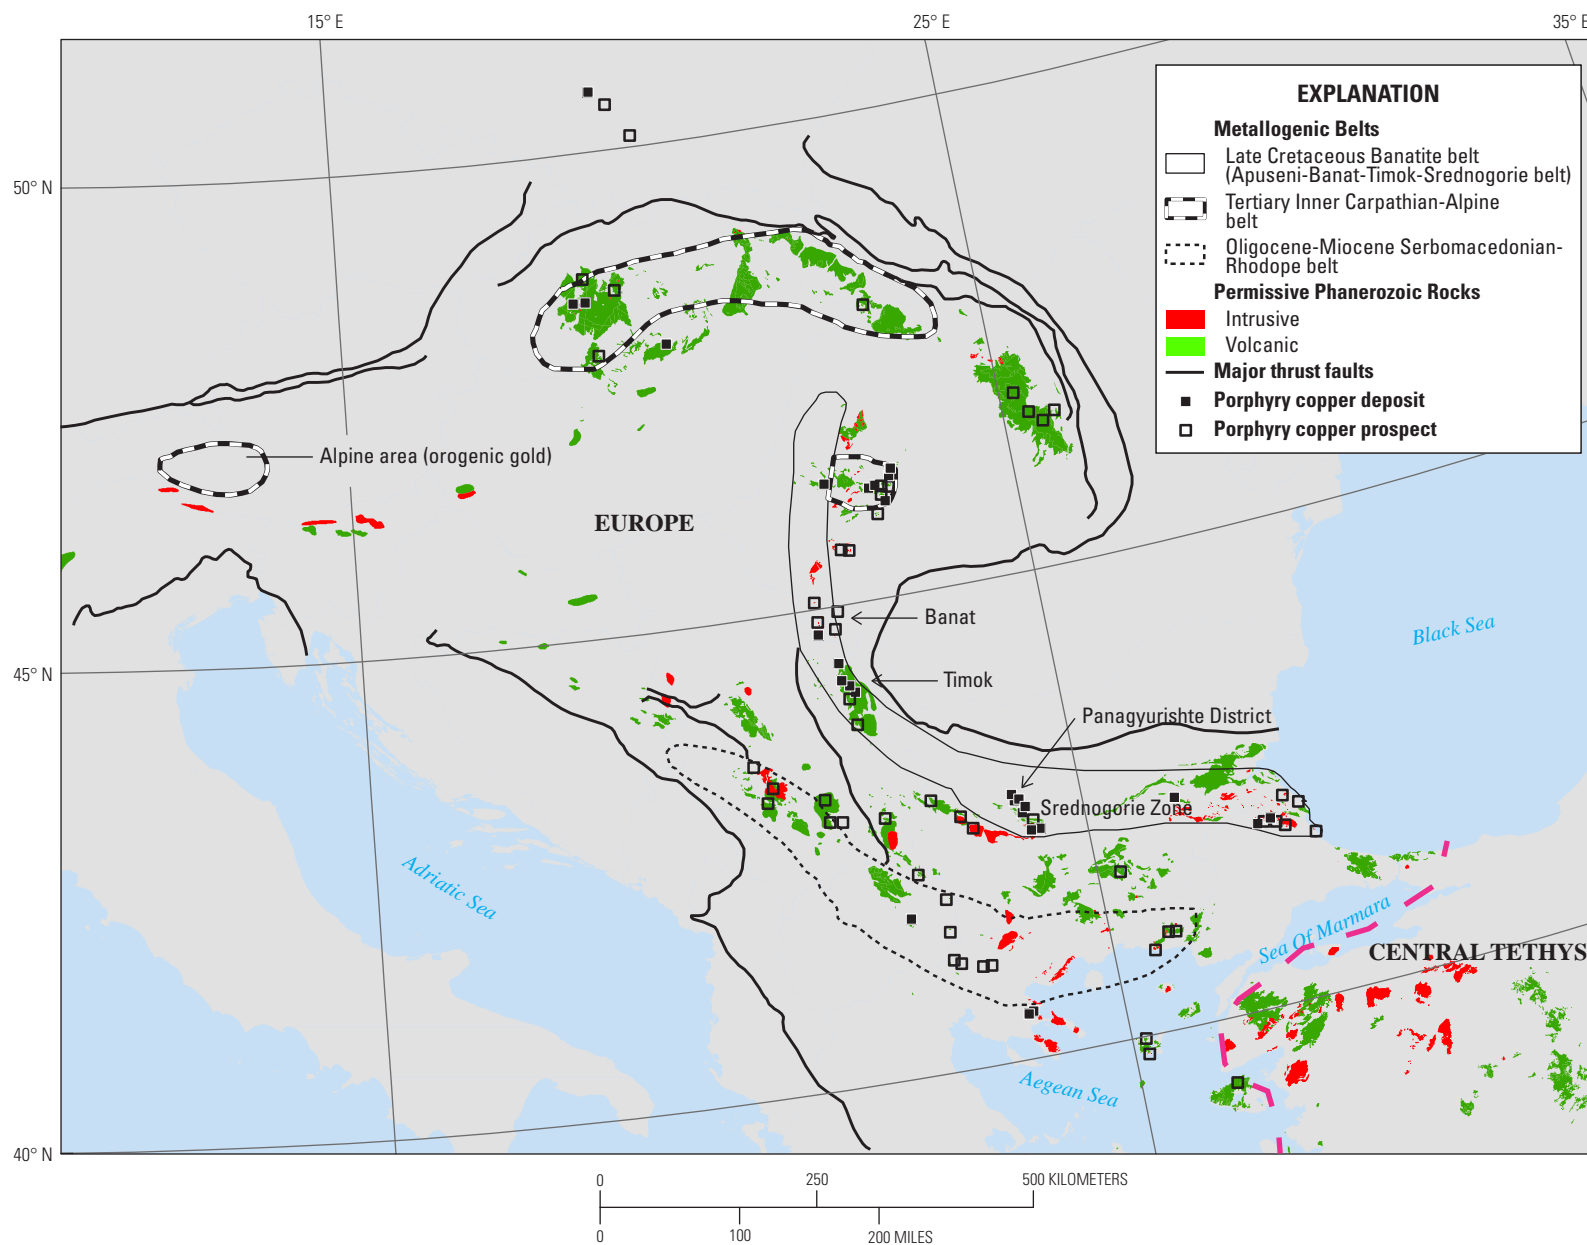 15° E
25° E
35° E
50° N
45° N
40° N
EXPLANATION
Metallogenic Belts
Late Cretaceous Banatite belt
(Apuseni-Banat-Timok-Srednogorie belt)
Tertiary Inner Carpathian-Alpine
belt
Oligocene-Miocene Serbomacedonian-
Rhodope belt
Permissive Phanerozoic Rocks
Intrusive
Volcanic
Major thrust faults
Porphyry copper deposit
Porphyry copper prospect
Alpine area (orogenic gold)
EUROPE
Banat
Black Sea
Timok
Panagyurishte District
Srednogorie Zone
Adriatic Sea
Sea Of Marmara
CENTRAL TETHYS
Aegean Sea
0
250
500 KILOMETERS
0
100
200 MILES